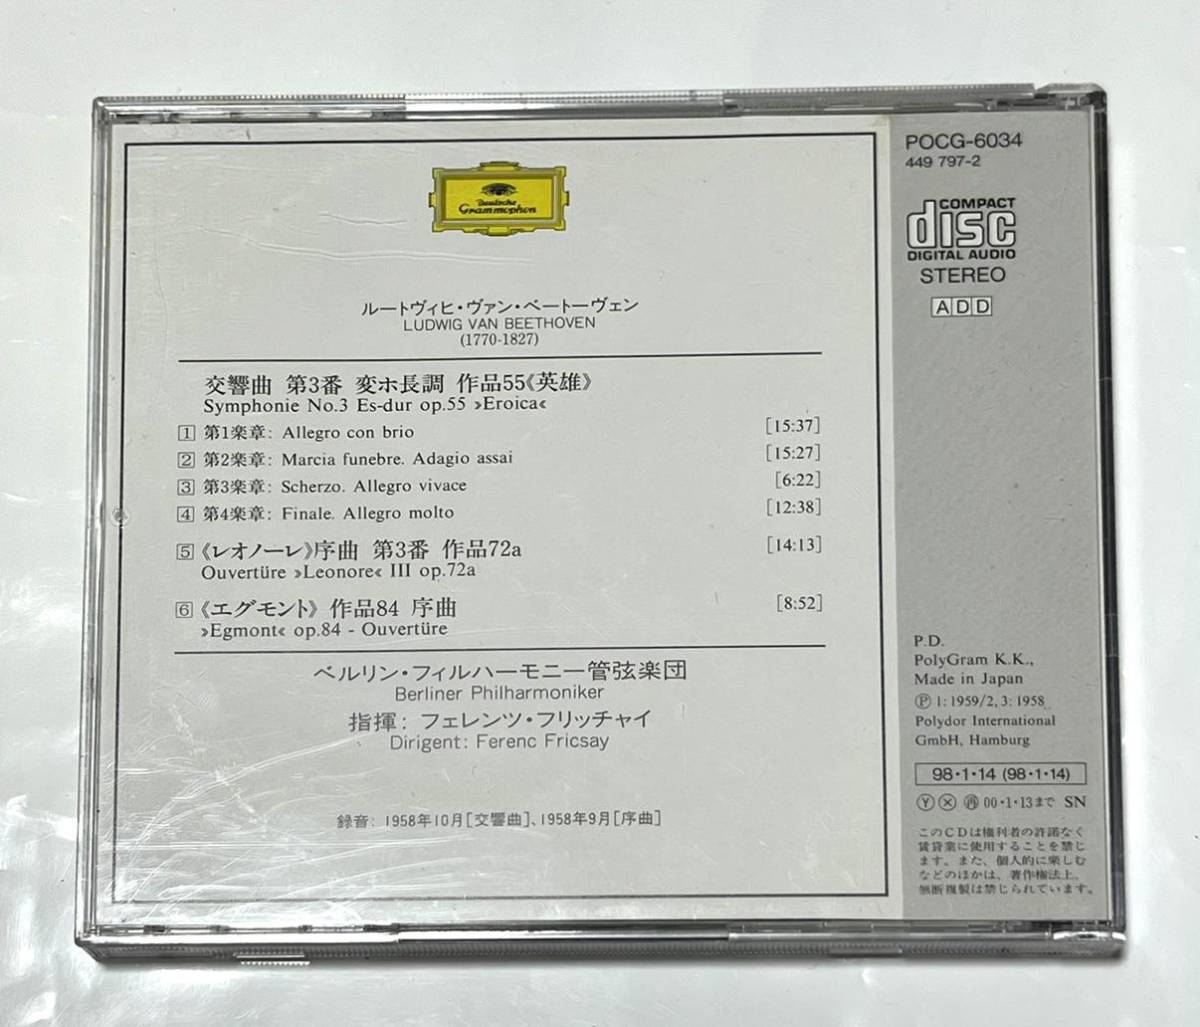 Deutsche
Grammophon
ルートヴィヒ・ヴァン・ベートーヴェン
LUDWIG VAN BEETHOVEN
(1770-1827)
交響曲 第3番 変ホ長調 作品55《英雄》
Symphonie No.3 Es-dur op.55 »Eroica«
1 第1楽章: Allegro con brio [15:37]
2 第2楽章: Marcia funebre. Adagio assai [15:27]
3 第3楽章: Scherzo. Allegro vivace [6:22]
4 第4楽章: Finale. Allegro molto [12:38]
5 《レオノーレ》序曲 第3番 作品72a [14:13]
Ouvertüre »Leonore« III op.72a
6 《エグモント》 作品84 序曲 [8:52]
»Egmont« op.84 - Ouvertüre
ベルリン・フィルハーモニー管弦楽団
Berliner Philharmoniker
指揮: フェレンツ・フリッチャイ
Dirigent: Ferenc Fricsay
録音: 1958年10月[交響曲]、1958年9月[序曲]
POCG-6034
449 797-2
COMPACT
disc
DIGITAL AUDIO
STEREO
ADD
P.D.
PolyGram K.K.,
Made in Japan
Ⓟ 1: 1959/2, 3: 1958
Polydor International
GmbH, Hamburg
98・1・14 (98・1・14)
Ⓨ Ⓧ ㊢ 00・1・13まで SN
このCDは権利者の許諾なく
賃貸業に使用することを禁じ
ます。また、個人的に楽しむ
などのほかは、著作権法上、
無断複製は禁じられています。